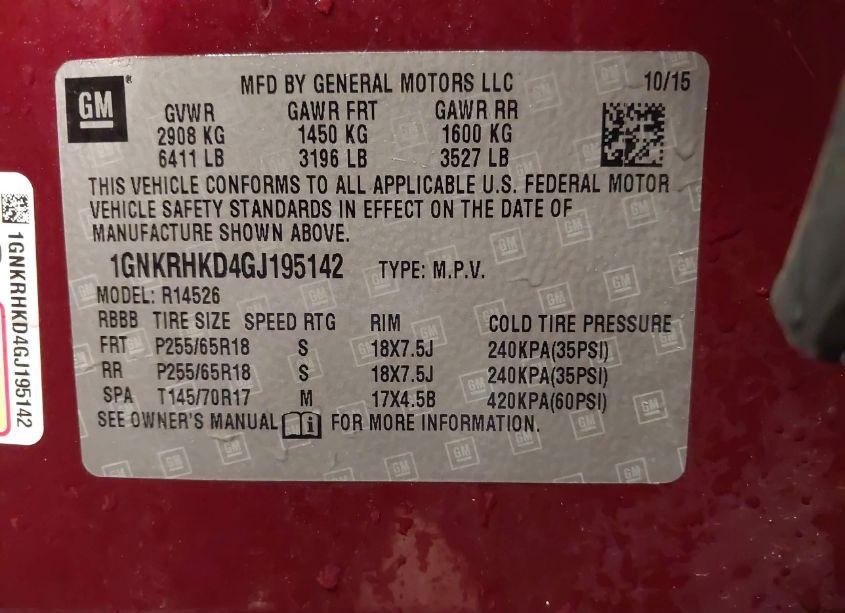 GM
MFD BY GENERAL MOTORS LLC 10/15
GVWR GAWR FRT GAWR RR
2908 KG 1450 KG 1600 KG
6411 LB 3196 LB 3527 LB
THIS VEHICLE CONFORMS TO ALL APPLICABLE U.S. FEDERAL MOTOR
VEHICLE SAFETY STANDARDS IN EFFECT ON THE DATE OF
MANUFACTURE SHOWN ABOVE.
1GNKRHKD4GJ195142 TYPE: M.P.V.
MODEL: R14526
RBBB TIRE SIZE SPEED RTG RIM COLD TIRE PRESSURE
FRT P255/65R18 S 18X7.5J 240KPA(35PSI)
RR P255/65R18 S 18X7.5J 240KPA(35PSI)
SPA T145/70R17 M 17X4.5B 420KPA(60PSI)
SEE OWNER'S MANUAL i FOR MORE INFORMATION.
1GNKRHKD4GJ195142